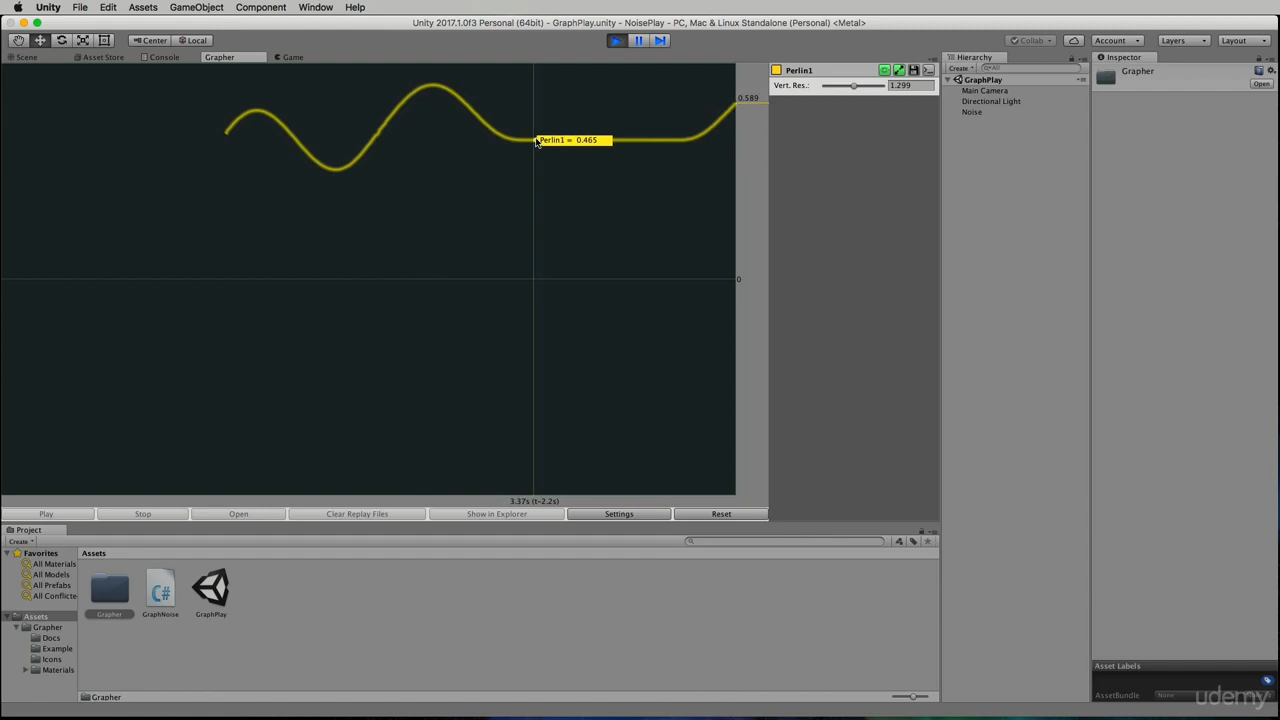 Unity File Edit Assets GameObject Component Window Help
Unity 2017.1.0f3 Personal (64bit) - GraphPlay.unity - NoisePlay - PC, Mac & Linux Standalone (Personal) <Metal>
Center Local Collab Account Layers Layout
Scene Asset Store Console Grapher Game Hierarchy Inspector
Create All
Perlin1
Vert. Res.: 1.299
0.589
Perlin1 = 0.465
0
3.37s (t-2.2s)
GraphPlay
Main Camera
Directional Light
Noise
Grapher
Open
Play Stop Open Clear Replay Files Show in Explorer Settings Reset
Project
Create
Favorites
All Materials
All Models
All Prefabs
All Conflicte
Assets
Grapher
Docs
Example
Icons
Materials
Assets
Grapher GraphNoise GraphPlay
C#
Grapher
Asset Labels
AssetBundle None
udemy